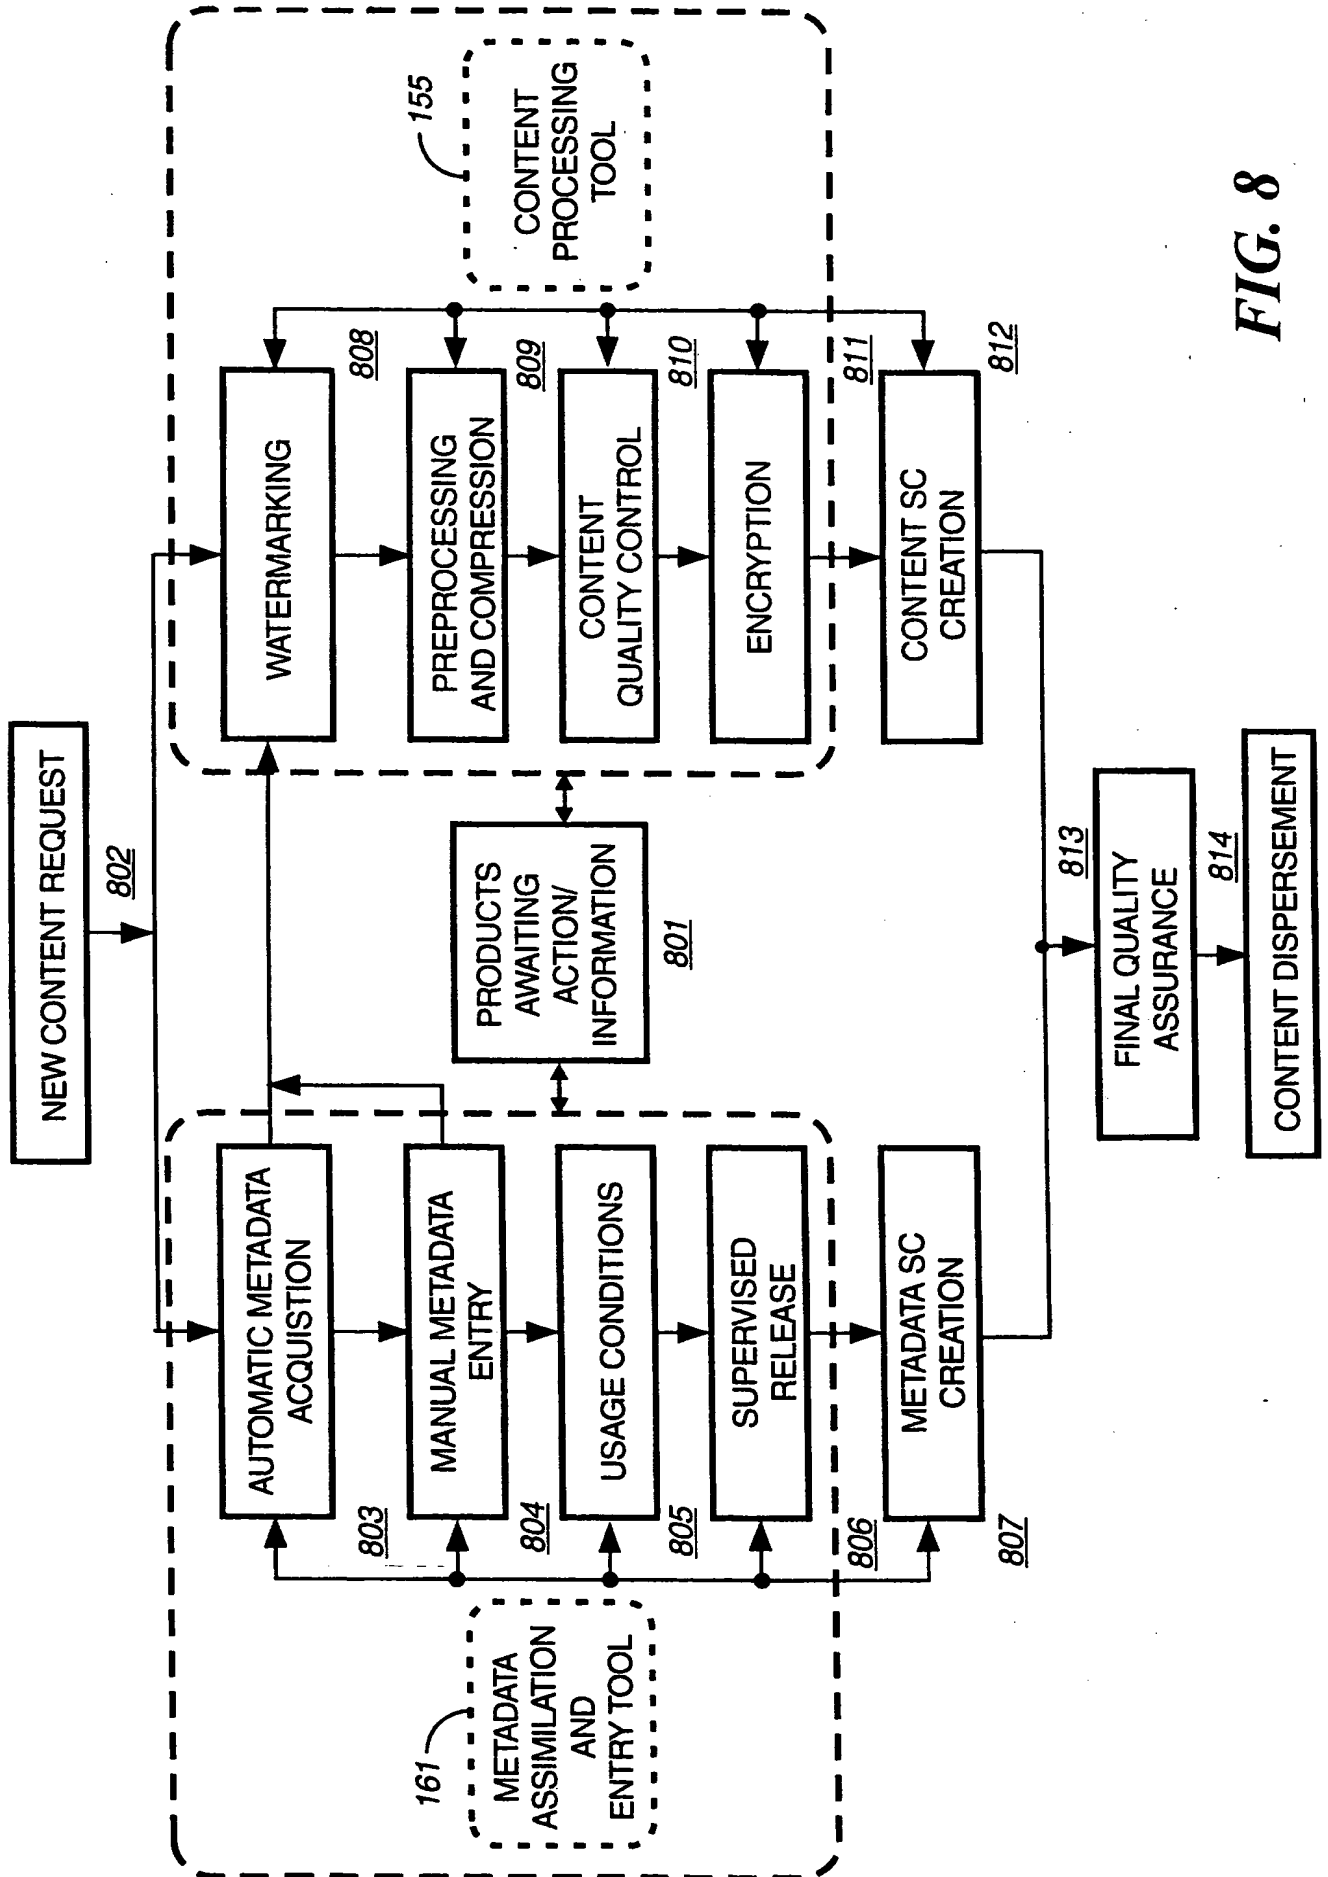 NEW CONTENT REQUEST
802
AUTOMATIC METADATA
ACQUISTION
803
MANUAL METADATA
ENTRY
804
USAGE CONDITIONS
805
SUPERVISED
RELEASE
806
METADATA SC
CREATION
807
161
METADATA
ASSIMILATION
AND
ENTRY TOOL
PRODUCTS
AWAITING
ACTION/
INFORMATION
801
WATERMARKING
808
PREPROCESSING
AND COMPRESSION
809
CONTENT
QUALITY CONTROL
810
ENCRYPTION
811
CONTENT SC
CREATION
812
155
CONTENT
PROCESSING
TOOL
813
FINAL QUALITY
ASSURANCE
814
CONTENT DISPERSEMENT
FIG. 8